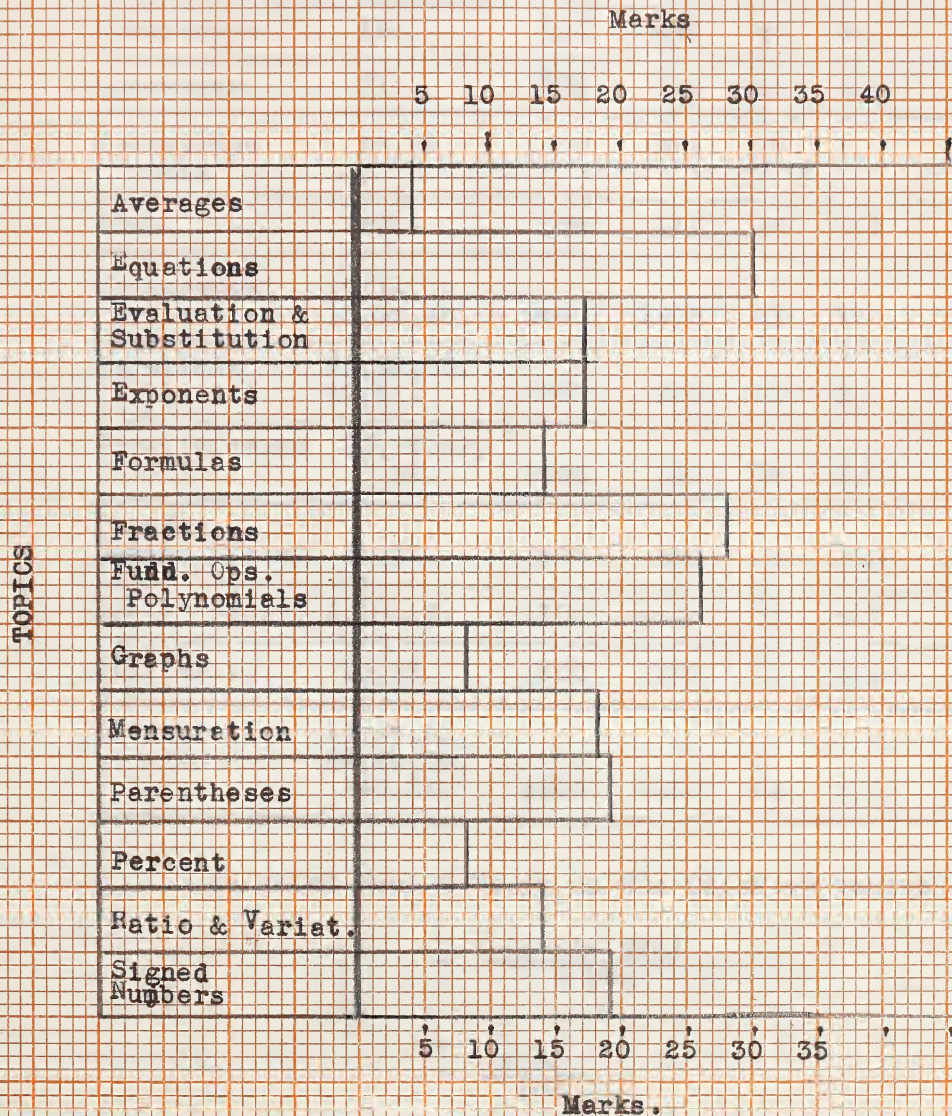 Marks
5 10 15 20 25 30 35 40
Averages
Equations
Evaluation &
Substitution
Exponents
Formulas
Fractions
Fund. Ops.
Polynomials
TOPICS
Graphs
Mensuration
Parentheses
Percent
Ratio & Variat.
Signed
Numbers
5 10 15 20 25 30 35
Marks.